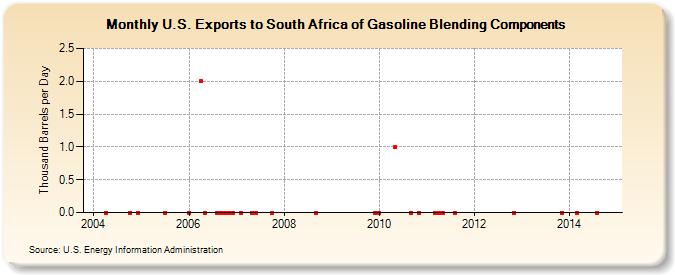 Monthly U.S. Exports to South Africa of Gasoline Blending Components
Thousand Barrels per Day
2.5
2.0
1.5
1.0
0.5
0.0
2004 2006 2008 2010 2012 2014
Source: U.S. Energy Information Administration